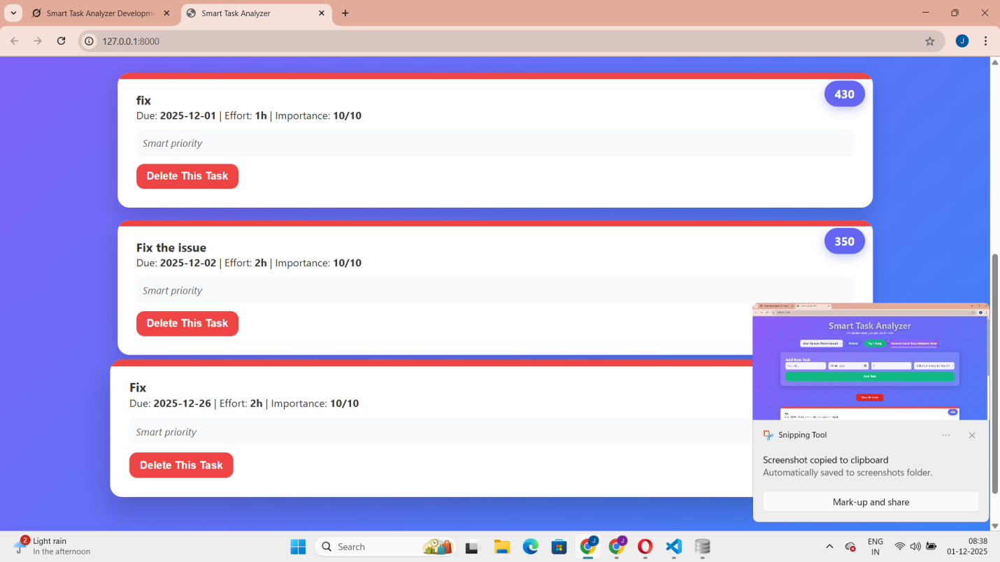 Smart Task Analyzer Developme
Smart Task Analyzer
127.0.0.1:8000
J
fix
430
Due: 2025-12-01 | Effort: 1h | Importance: 10/10
Smart priority
Delete This Task
Fix the issue
350
Due: 2025-12-02 | Effort: 2h | Importance: 10/10
Smart priority
Delete This Task
Fix
Due: 2025-12-26 | Effort: 2h | Importance: 10/10
Smart priority
Delete This Task
Smart Task Analyzer
Add New Task
Add Task
Snipping Tool
Screenshot copied to clipboard
Automatically saved to screenshots folder.
Mark-up and share
2
Light rain
In the afternoon
Search
J
J
ENG
IN
08:38
01-12-2025